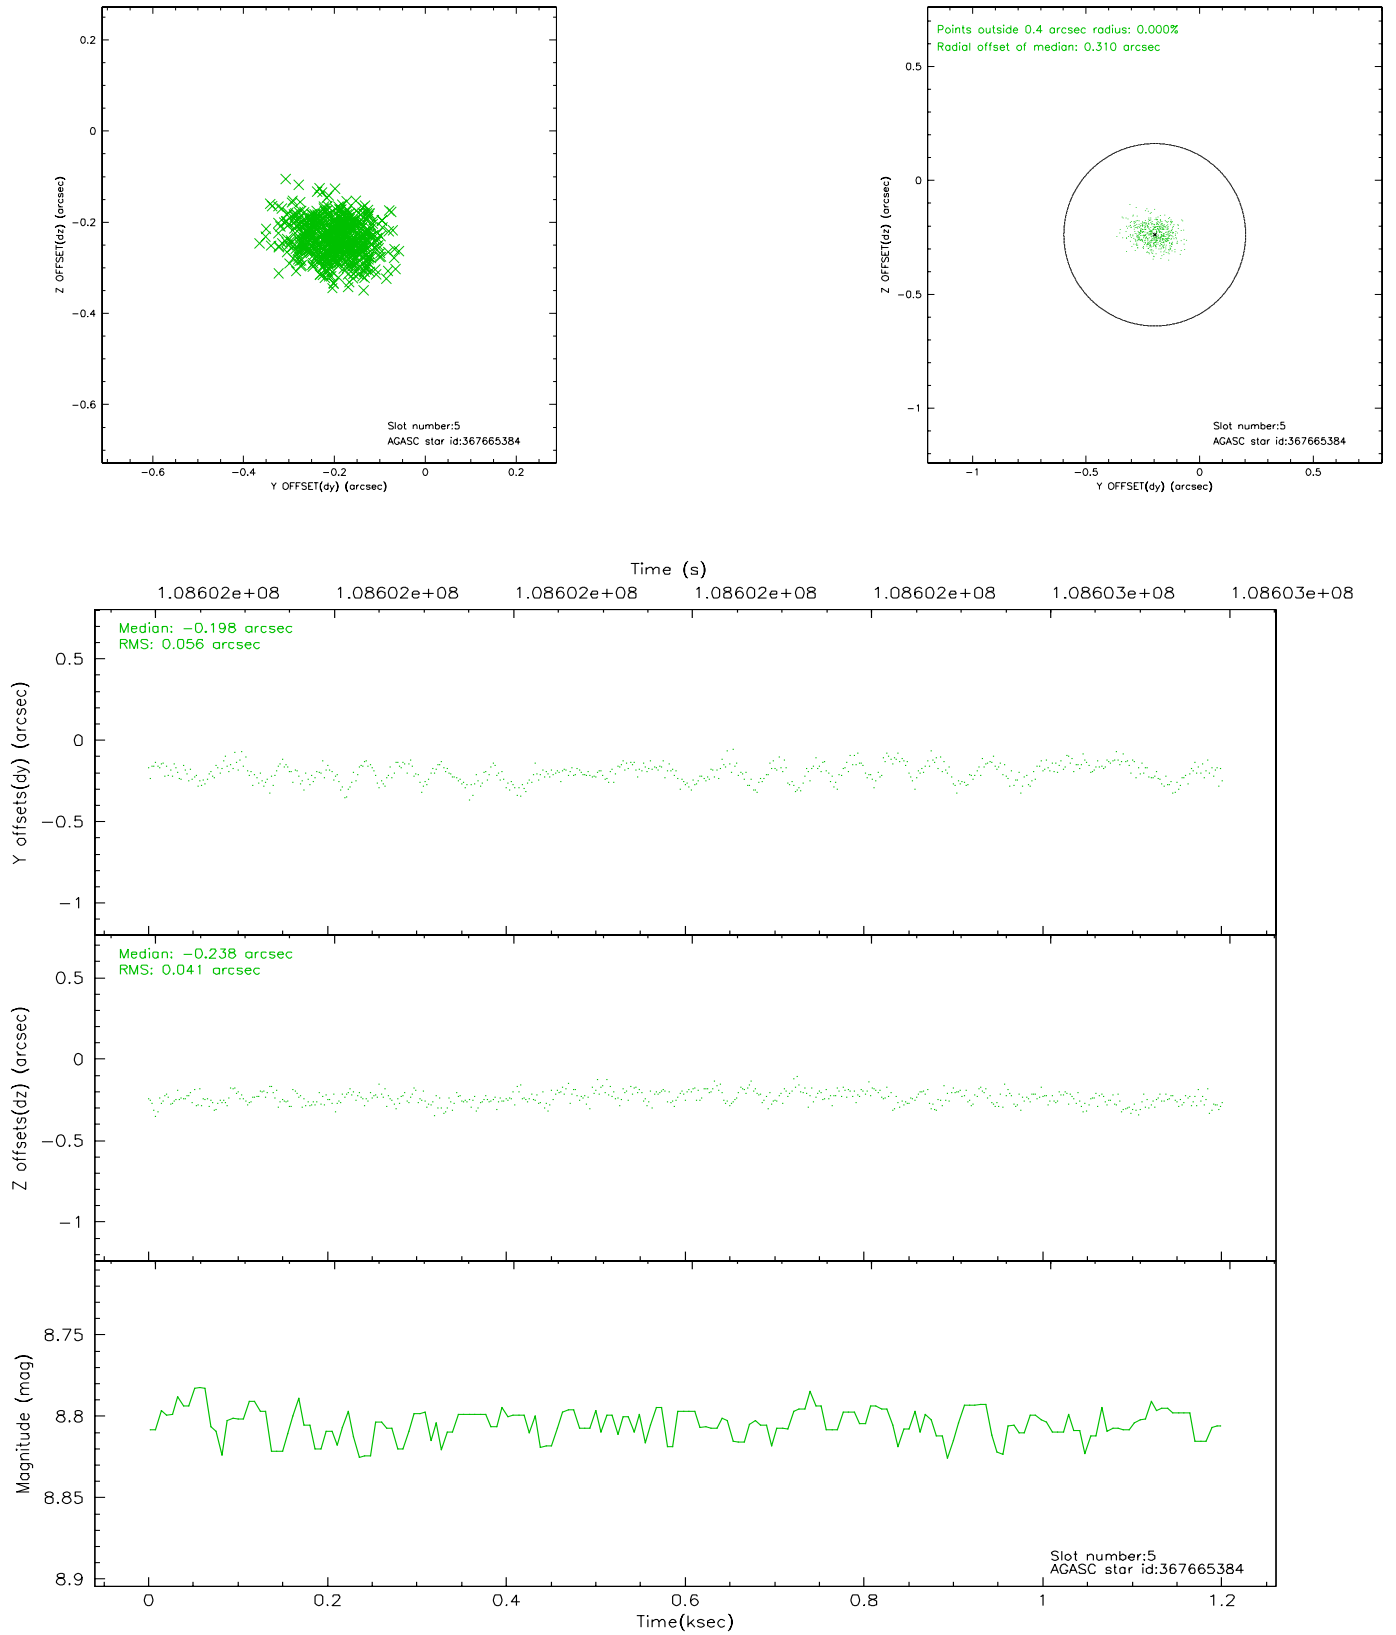 0.2
0
-0.2
-0.4
-0.6
Z OFFSET(dz) (arcsec)
Slot number:5
AGASC star id:367665384
-0.6 -0.4 -0.2 0 0.2
Y OFFSET(dy) (arcsec)
Points outside 0.4 arcsec radius: 0.000%
Radial offset of median: 0.310 arcsec
0.5
0
-0.5
-1
Z OFFSET(dz) (arcsec)
Slot number:5
AGASC star id:367665384
-1 -0.5 0 0.5
Y OFFSET(dy) (arcsec)
Time (s)
1.08602e+08 1.08602e+08 1.08602e+08 1.08602e+08 1.08602e+08 1.08603e+08 1.08603e+08
Median: -0.198 arcsec
RMS: 0.056 arcsec
0.5
0
-0.5
-1
Y offsets(dy) (arcsec)
Median: -0.238 arcsec
RMS: 0.041 arcsec
0.5
0
-0.5
-1
Z offsets(dz) (arcsec)
8.75
8.8
8.85
8.9
Magnitude (mag)
Slot number:5
AGASC star id:367665384
0 0.2 0.4 0.6 0.8 1 1.2
Time(ksec)